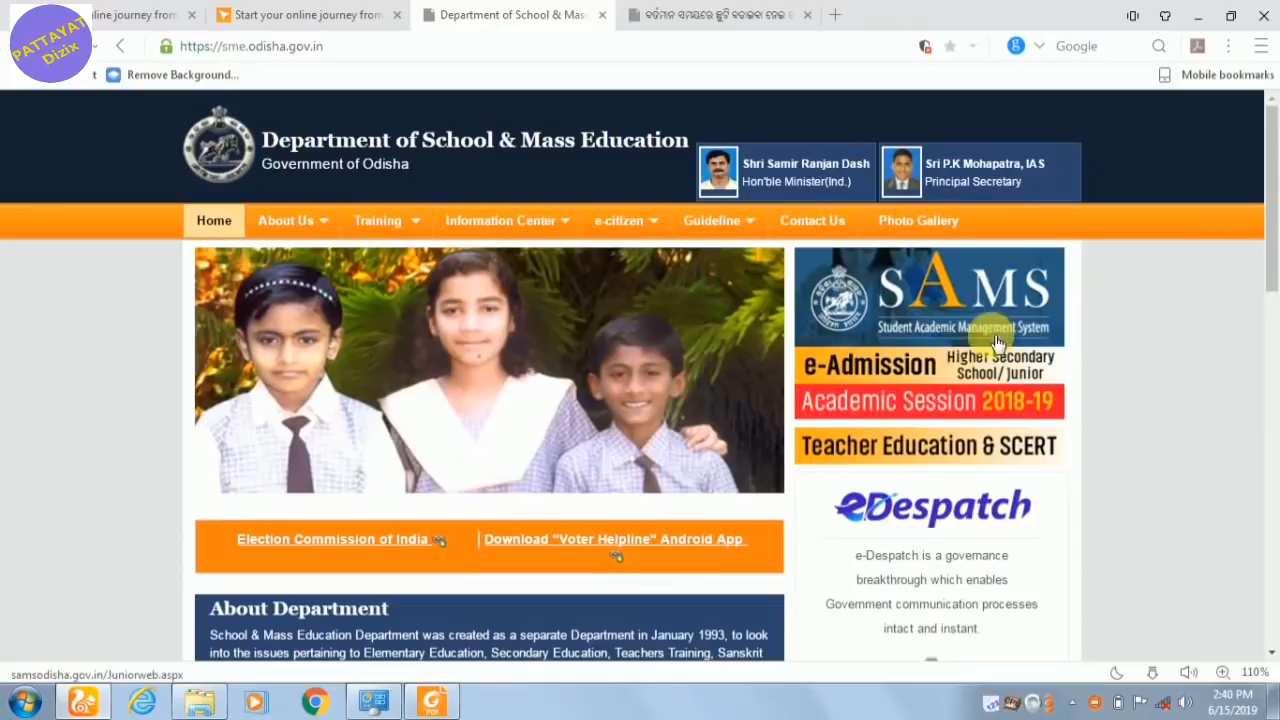 PATTAYAT
Dizix
nline journey from
Start your online journey from
Department of School & Mas
ବର୍ତମାନ ସମୟରେ ଛୁଟି ବଢାଇବା ନେଇ
https://sme.odisha.gov.in
Google
Remove Background...
Mobile bookmarks
Department of School & Mass Education
Government of Odisha
Shri Samir Ranjan Dash
Hon'ble Minister(Ind.)
Sri P.K Mohapatra, IAS
Principal Secretary
Home About Us Training Information Center e-citizen Guideline Contact Us Photo Gallery
SAMS
Student Academic Management System
e-Admission Higher Secondary
School/Junior
Academic Session 2018-19
Teacher Education & SCERT
eDespatch
e-Despatch is a governance
breakthrough which enables
Government communication processes
intact and instant.
Election Commission of India
Download "Voter Helpline" Android App
About Department
School & Mass Education Department was created as a separate Department in January 1993, to look
into the issues pertaining to Elementary Education, Secondary Education, Teachers Training, Sanskrit
samsodisha.gov.in/Juniorweb.aspx
110%
PDF
2:40 PM
6/15/2019